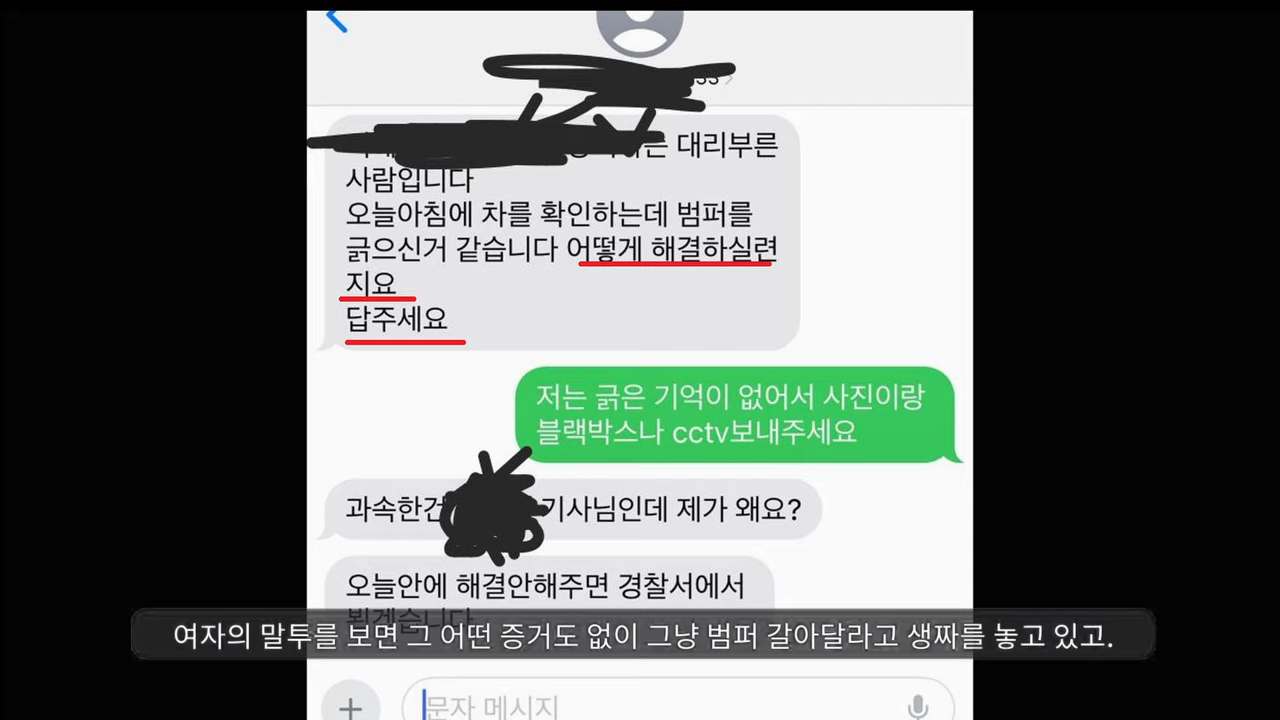 대리부른
사람입니다
오늘아침에 차를 확인하는데 범퍼를
긁으신거 같습니다 어떻게 해결하실련
지요
답주세요
저는 긁은 기억이 없어서 사진이랑
블랙박스나 cctv보내주세요
과속한건 기사님인데 제가 왜요?
오늘안에 해결안해주면 경찰서에서
뵙겠습니다
여자의 말투를 보면 그 어떤 증거도 없이 그냥 범퍼 갈아달라고 생짜를 놓고 있고.
문자 메시지